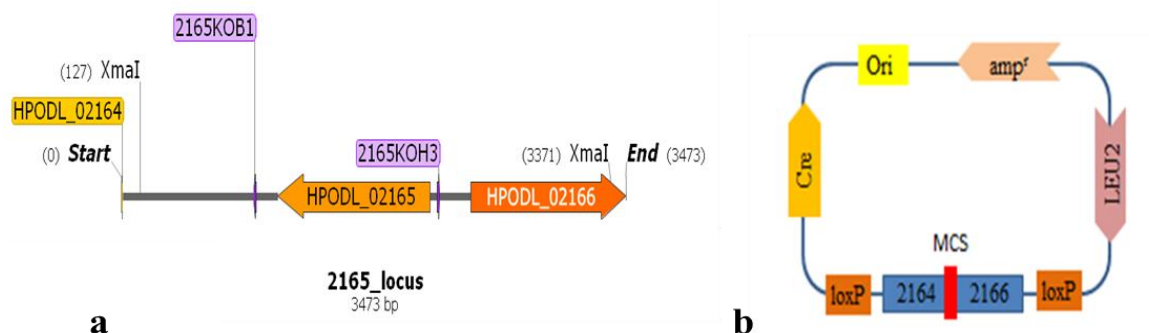 2165KOB1
(127) XmaI
HPODL_02164
(0) Start
2165KOH3
(3371) XmaI End (3473)
HPODL_02165
HPODL_02166
2165_locus
3473 bp
a
Ori
ampʳ
Cre
LEU2
MCS
loxP
2164
2166
loxP
b